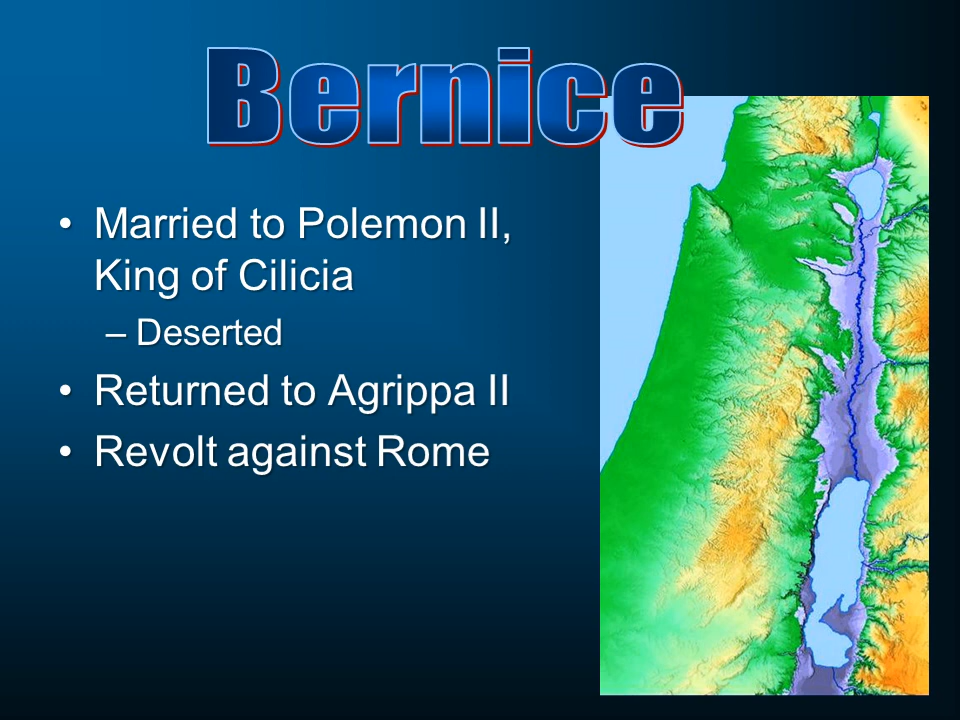 Bernice
• Married to Polemon II,
King of Cilicia
– Deserted
• Returned to Agrippa II
• Revolt against Rome